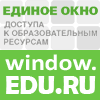 ЕДИНОЕ ОКНО
ДОСТУПА
К ОБРАЗОВАТЕЛЬНЫМ
РЕСУРСАМ
window.
EDU.RU